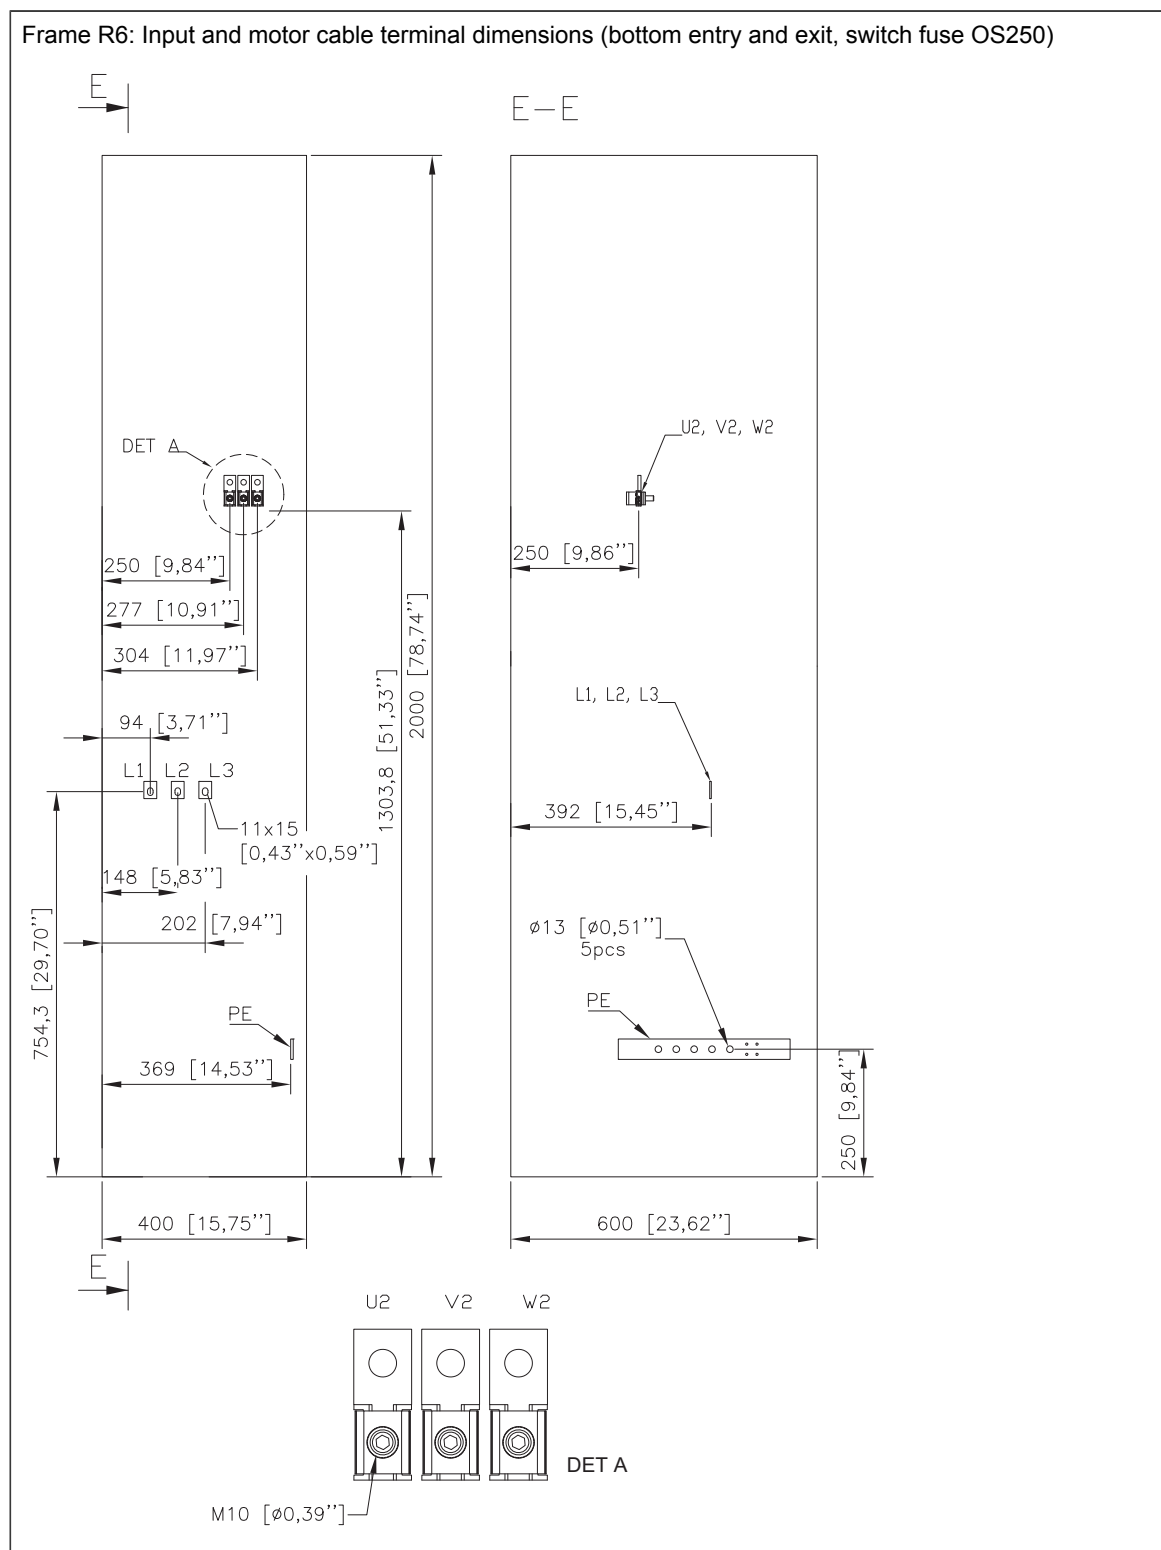 Frame R6: Input and motor cable terminal dimensions (bottom entry and exit, switch fuse OS250)
E
E–E
DET A
U2, V2, W2
250 [9,84’’]
250 [9,86’’]
277 [10,91’’]
304 [11,97’’]
2000 [78,74’’]
1303,8 [51,33’’]
L1, L2, L3
94 [3,71’’]
L1 L2 L3
392 [15,45’’]
11x15
[0,43’’x0,59’’]
148 [5,83’’]
202 [7,94’’]
754,3 [29,70’’]
ø13 [ø0,51’’]
5pcs
PE
PE
369 [14,53’’]
250 [9,84’’]
400 [15,75’’]
600 [23,62’’]
E
U2 V2 W2
DET A
M10 [ø0,39’’]